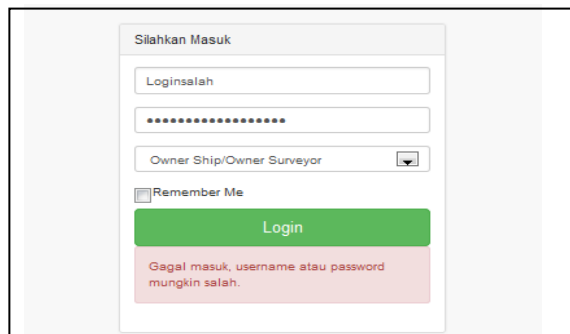 Silahkan Masuk
Loginsalah
••••••••••••••••••
Owner Ship/Owner Surveyor
Remember Me
Login
Gagal masuk, username atau password
mungkin salah.